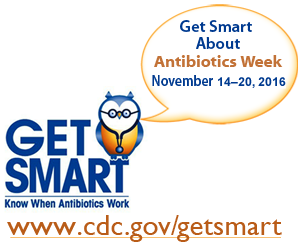 Get Smart
About
Antibiotics Week
November 14–20, 2016
GET
SMART
Know When Antibiotics Work
www.cdc.gov/getsmart